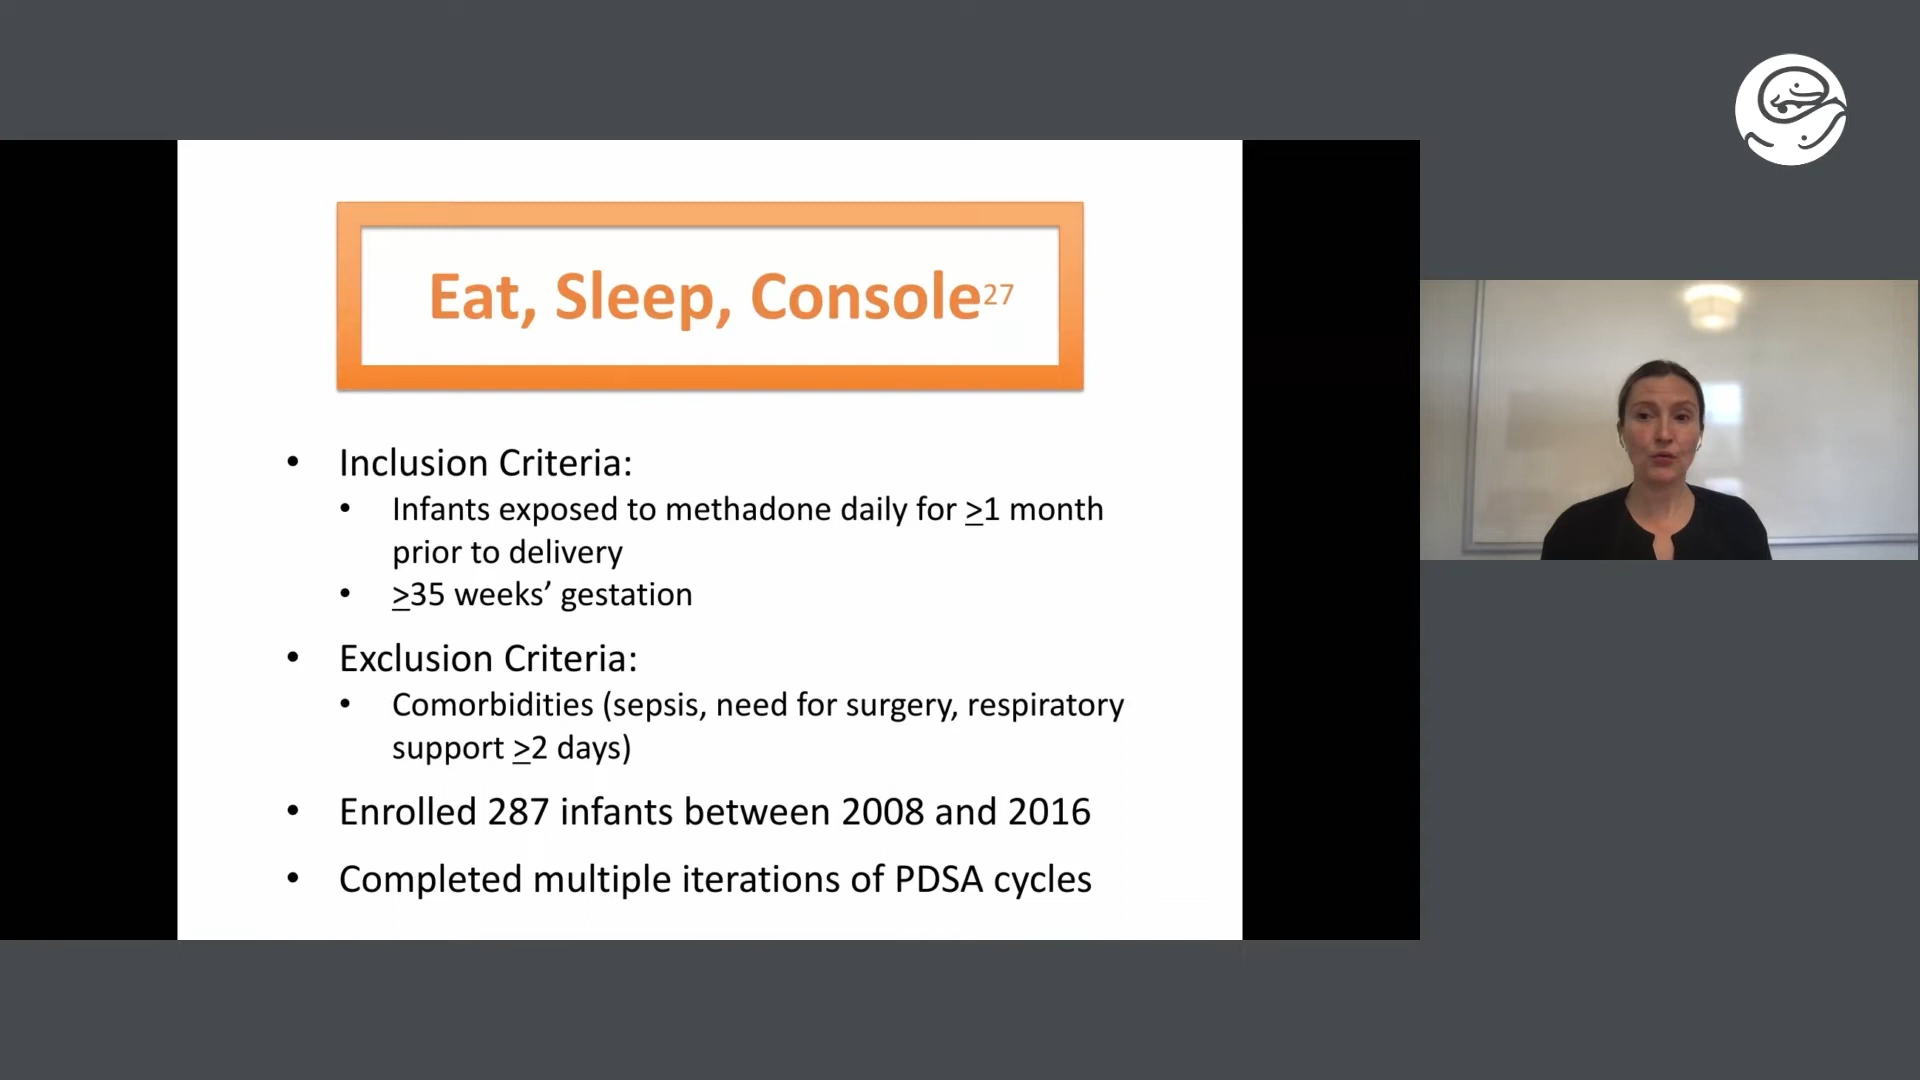 Eat, Sleep, Console27
• Inclusion Criteria:
• Infants exposed to methadone daily for ≥1 month
prior to delivery
• ≥35 weeks’ gestation
• Exclusion Criteria:
• Comorbidities (sepsis, need for surgery, respiratory
support ≥2 days)
• Enrolled 287 infants between 2008 and 2016
• Completed multiple iterations of PDSA cycles